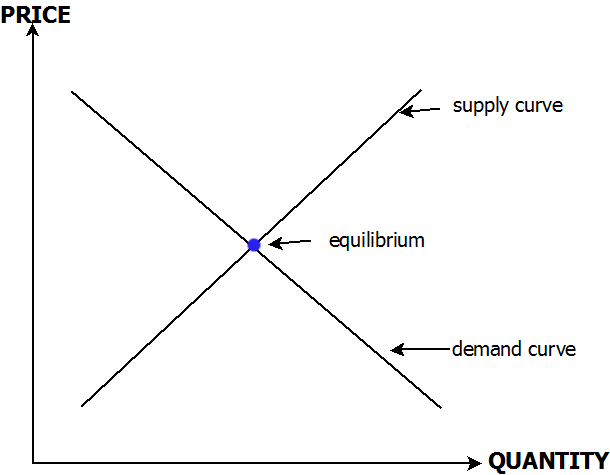 PRICE
supply curve
equilibrium
demand curve
QUANTITY